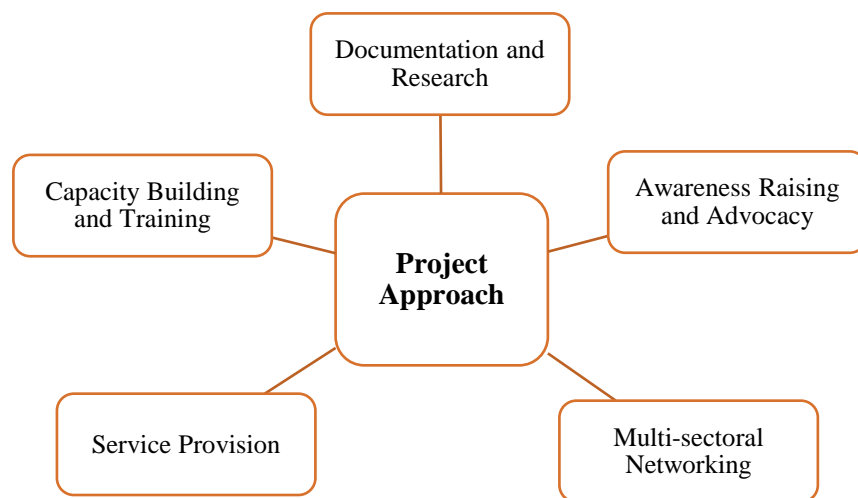 Documentation and
Research
Capacity Building
and Training
Awareness Raising
and Advocacy
Project
Approach
Service Provision
Multi-sectoral
Networking